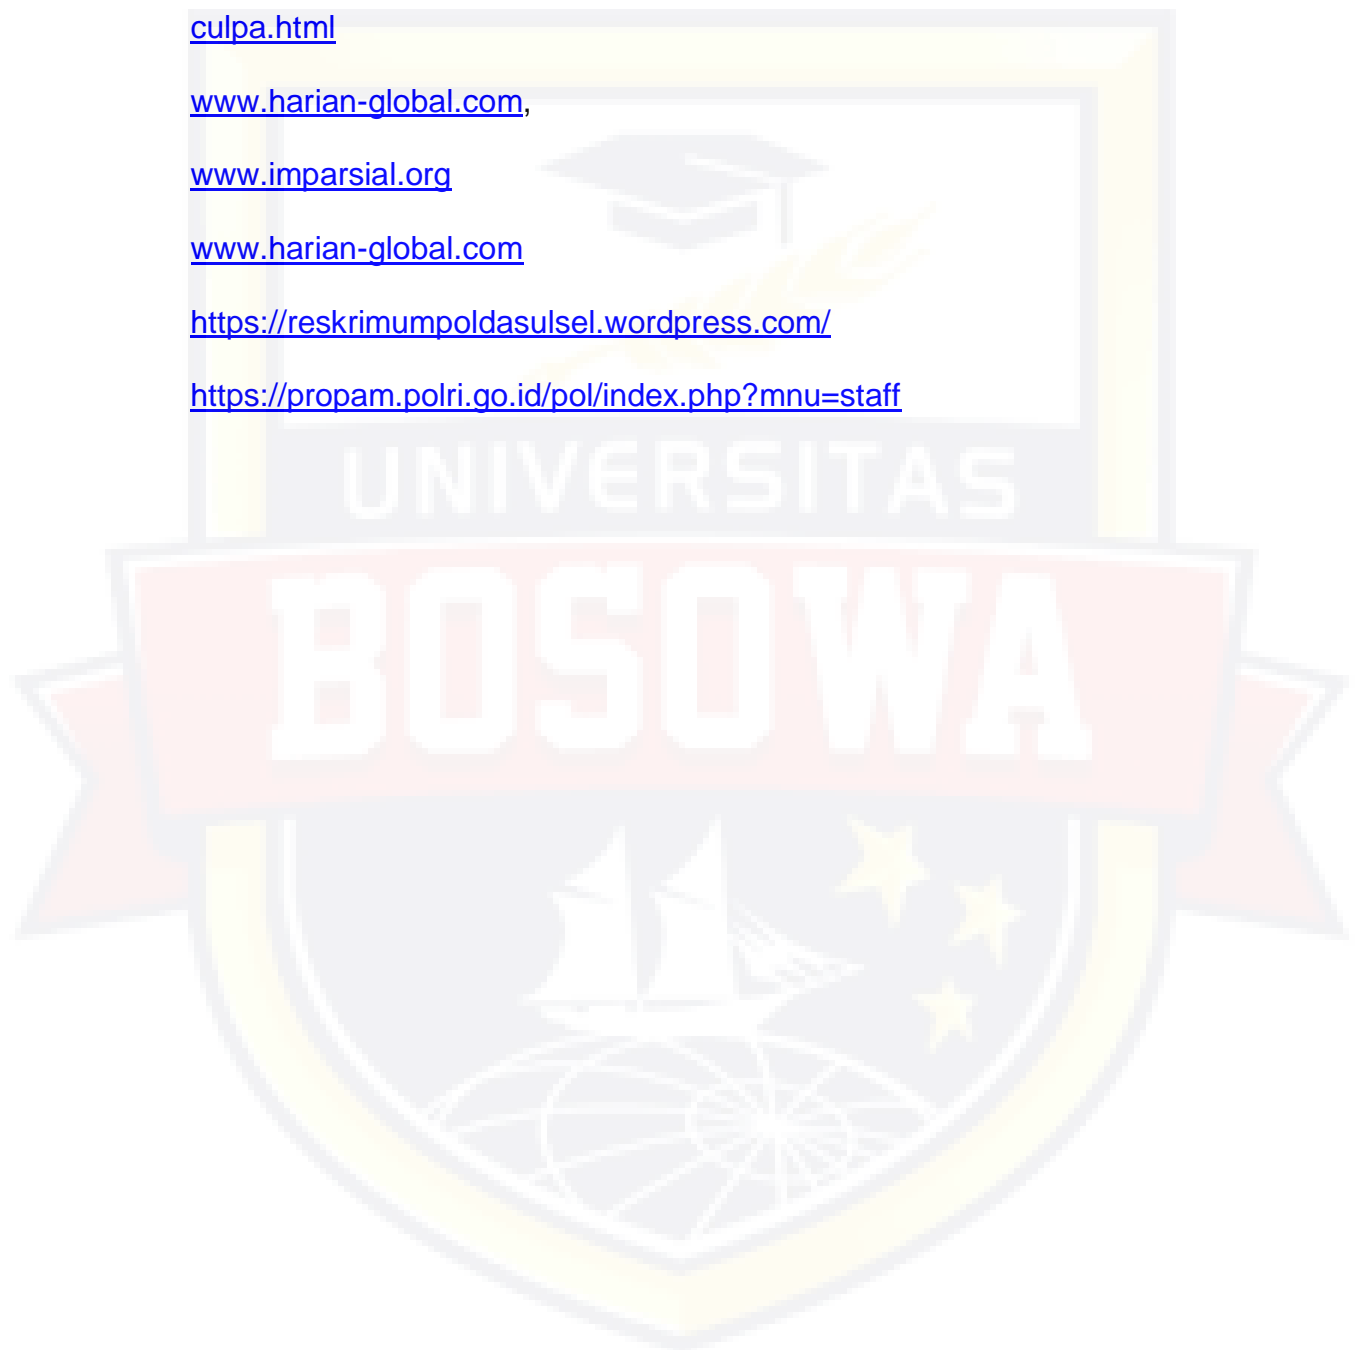 culpa.html
www.harian-global.com,
www.imparsial.org
www.harian-global.com
https://reskrimumpoldasulsel.wordpress.com/
https://propam.polri.go.id/pol/index.php?mnu=staff
UNIVERSITAS
BOSOWA